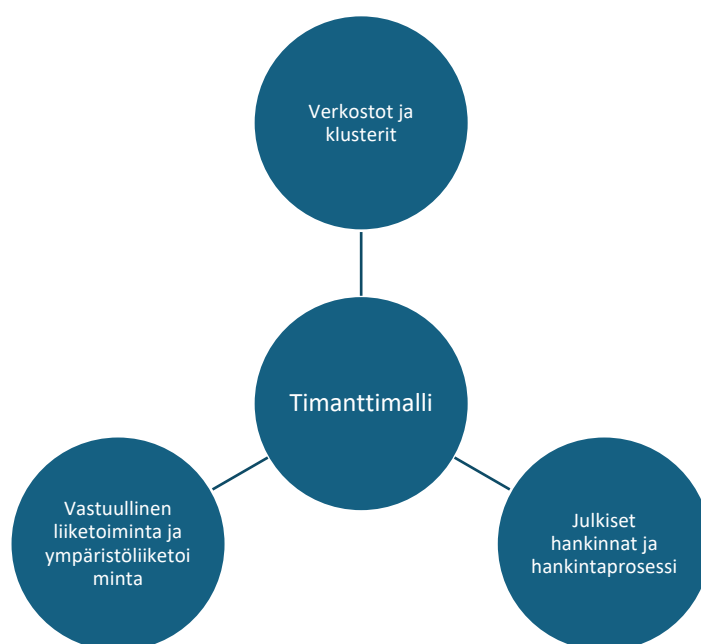 Verkostot ja
klusterit
Timanttimalli
Vastuullinen
liiketoiminta ja
ympäristöliiketoi
minta
Julkiset
hankinnat ja
hankintaprosessi